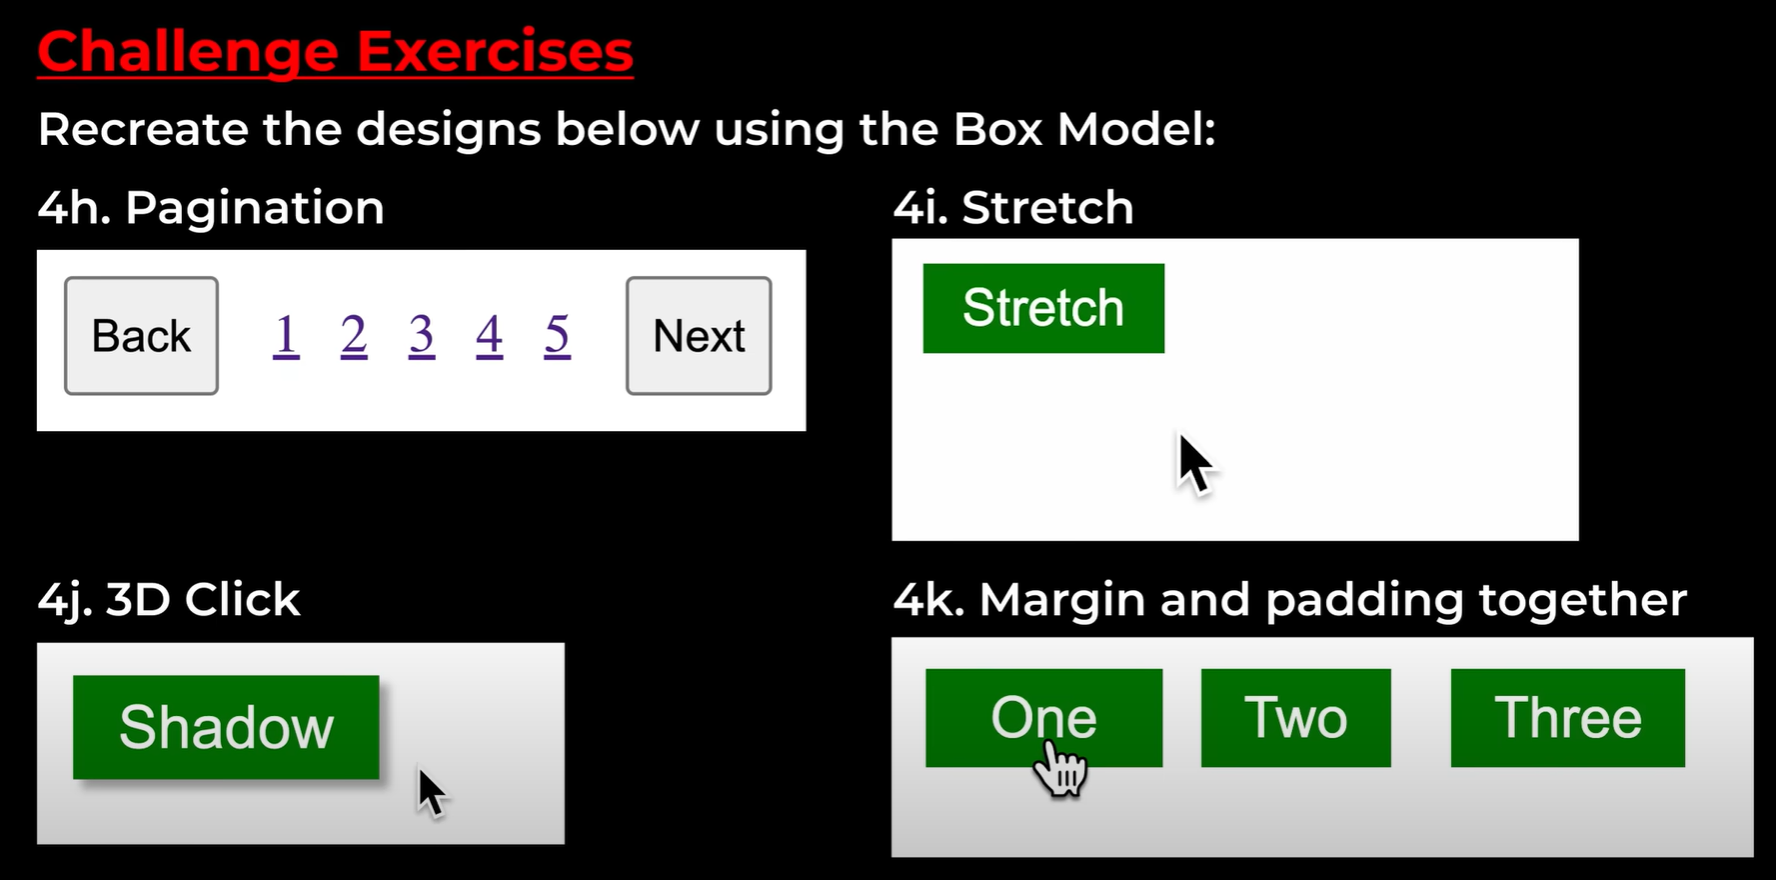 Challenge Exercises
Recreate the designs below using the Box Model:
4h. Pagination
Back 1 2 3 4 5 Next
4i. Stretch
Stretch
4j. 3D Click
Shadow
4k. Margin and padding together
One Two Three